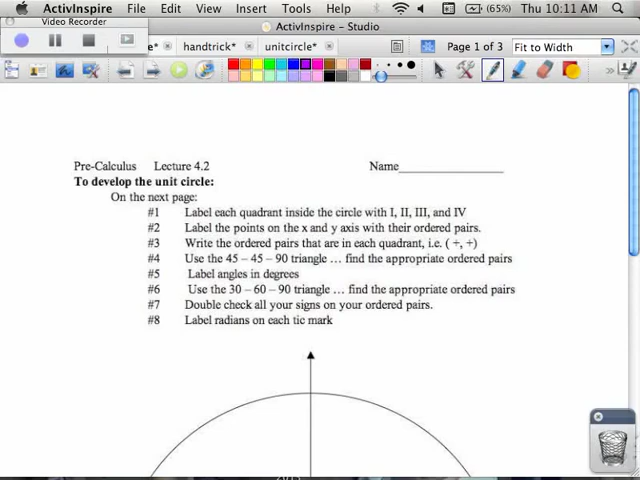 ActivInspire File Edit View Insert Tools Help (65%) Thu 10:11 AM
Video Recorder
ActivInspire - Studio
handtrick* unitcircle* Page 1 of 3 Fit to Width
Pre-Calculus Lecture 4.2 Name
To develop the unit circle:
On the next page:
#1 Label each quadrant inside the circle with I, II, III, and IV
#2 Label the points on the x and y axis with their ordered pairs.
#3 Write the ordered pairs that are in each quadrant, i.e. ( +, +)
#4 Use the 45 – 45 – 90 triangle … find the appropriate ordered pairs
#5 Label angles in degrees
#6 Use the 30 – 60 – 90 triangle … find the appropriate ordered pairs
#7 Double check all your signs on your ordered pairs.
#8 Label radians on each tic mark